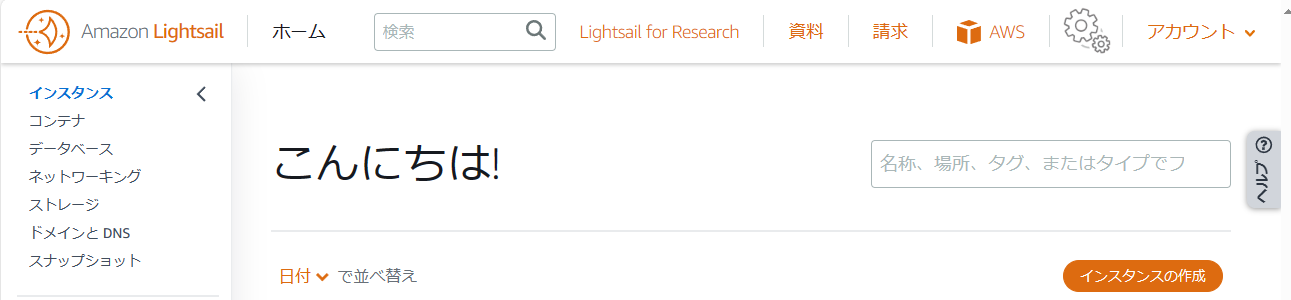 Amazon Lightsail
ホーム
検索
Lightsail for Research
資料
請求
AWS
アカウント
インスタンス
コンテナ
データベース
ネットワーキング
ストレージ
ドメインと DNS
スナップショット
こんにちは!
名称、場所、タグ、またはタイプでフ
日付 で並べ替え
インスタンスの作成
ヘルプ